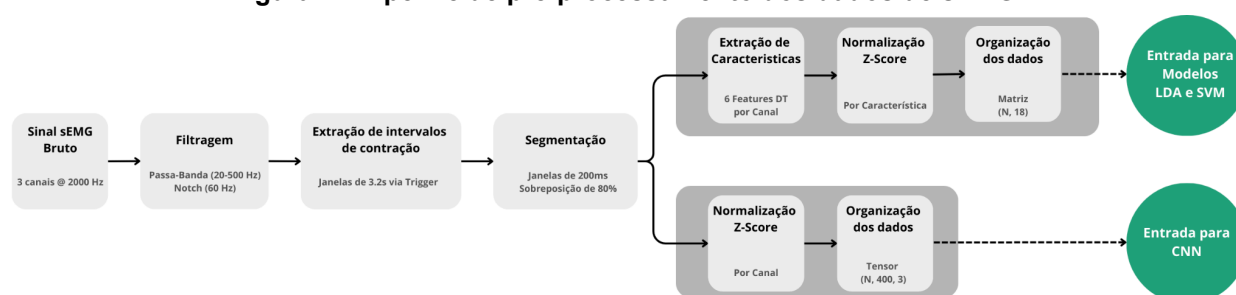 Sinal sEMG
Bruto
3 canais @ 2000 Hz
Filtragem
Passa-Banda (20-500 Hz)
Notch (60 Hz)
Extração de intervalos
de contração
Janelas de 3.2s via Trigger
Segmentação
Janelas de 200ms
Sobreposição de 80%
Extração de
Caracteristicas
6 Features DT
por Canal
Normalização
Z-Score
Por Característica
Organização
dos dados
Matriz
(N, 18)
Entrada para
Modelos
LDA e SVM
Normalização
Z-Score
Por Canal
Organização
dos dados
Tensor
(N, 400, 3)
Entrada para
CNN